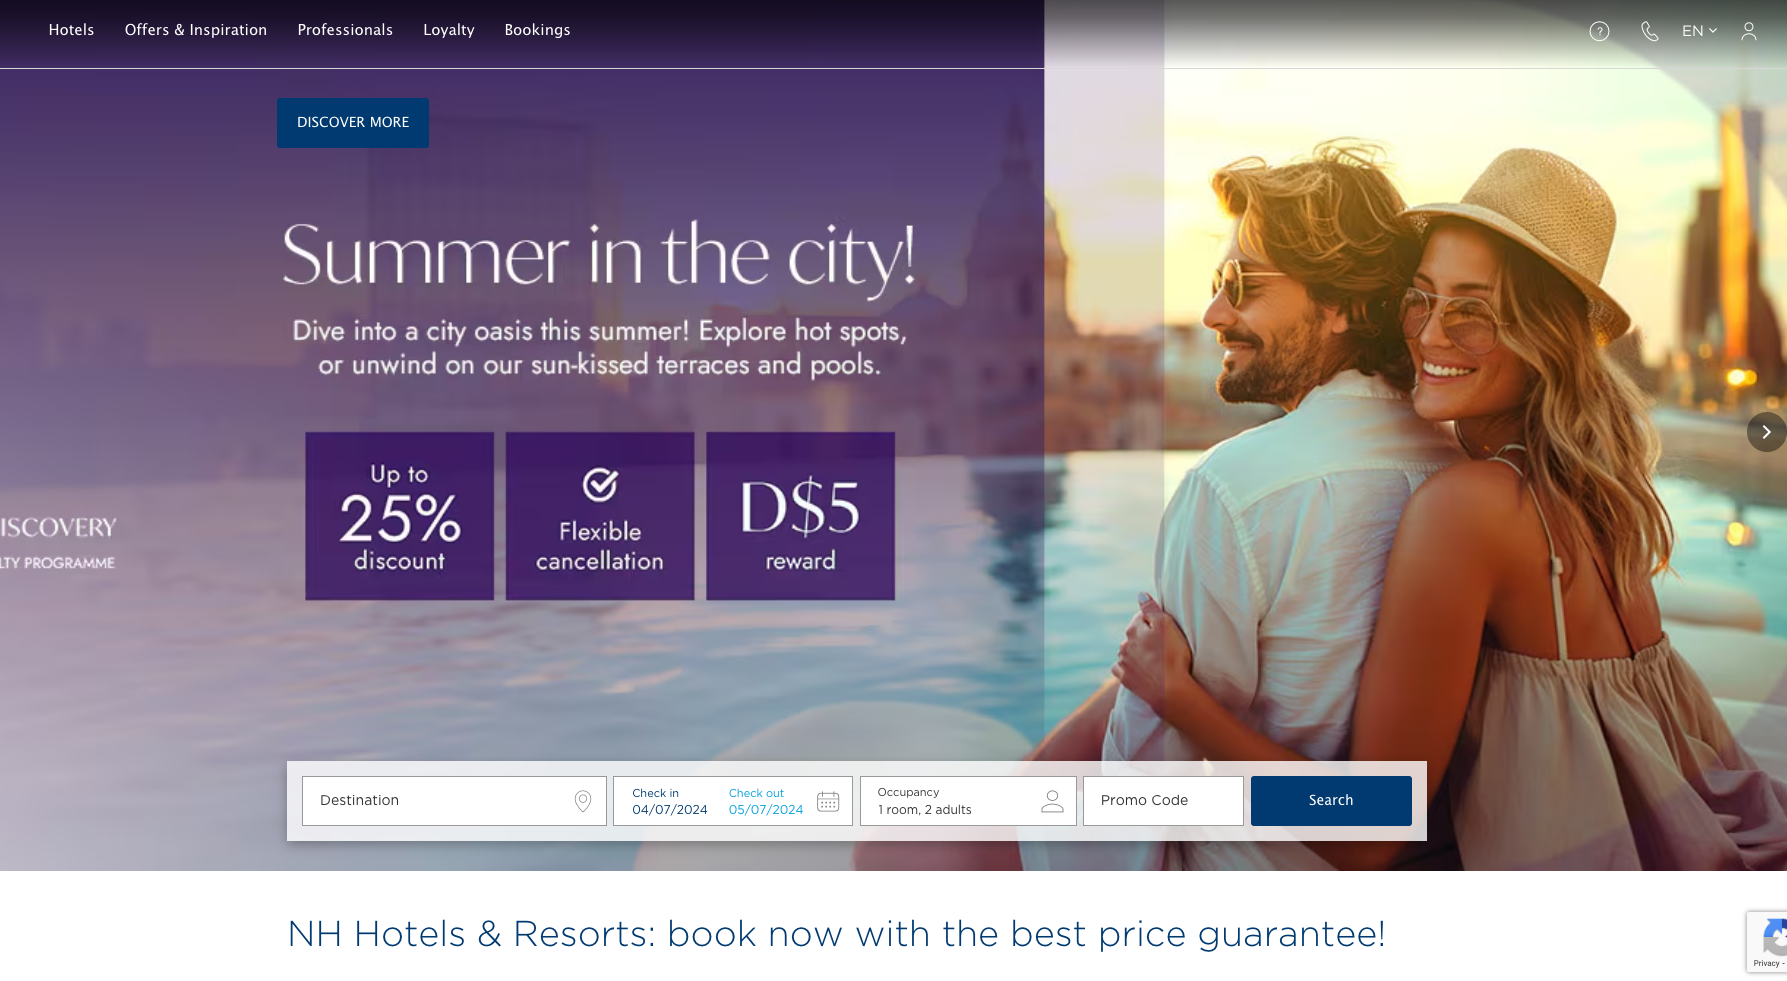 Hotels
Offers & Inspiration
Professionals
Loyalty
Bookings
EN
DISCOVER MORE
Summer in the city!
Dive into a city oasis this summer! Explore hot spots,
or unwind on our sun-kissed terraces and pools.
Up to
25%
discount
Flexible
cancellation
D$5
reward
ISCOVERY
LTY PROGRAMME
Destination
Check in
04/07/2024
Check out
05/07/2024
Occupancy
1 room, 2 adults
Promo Code
Search
NH Hotels & Resorts: book now with the best price guarantee!
Privacy -